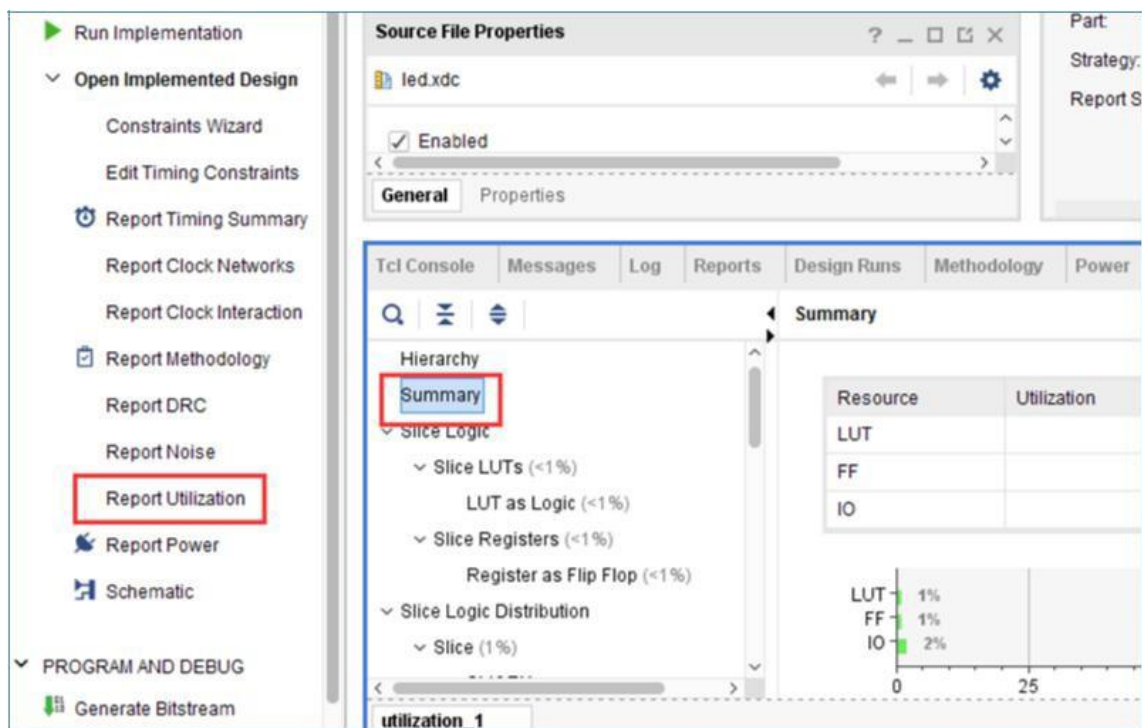 Run Implementation
Open Implemented Design
Constraints Wizard
Edit Timing Constraints
Report Timing Summary
Report Clock Networks
Report Clock Interaction
Report Methodology
Report DRC
Report Noise
Report Utilization
Report Power
Schematic
PROGRAM AND DEBUG
Generate Bitstream
Source File Properties
led.xdc
Enabled
General Properties
Part:
Strategy:
Report S
Tcl Console Messages Log Reports Design Runs Methodology Power
Hierarchy
Summary
Slice Logic
Slice LUTs (<1%)
LUT as Logic (<1%)
Slice Registers (<1%)
Register as Flip Flop (<1%)
Slice Logic Distribution
Slice (1%)
utilization_1
Summary
Resource Utilization
LUT
FF
IO
LUT 1%
FF 1%
IO 2%
0 25